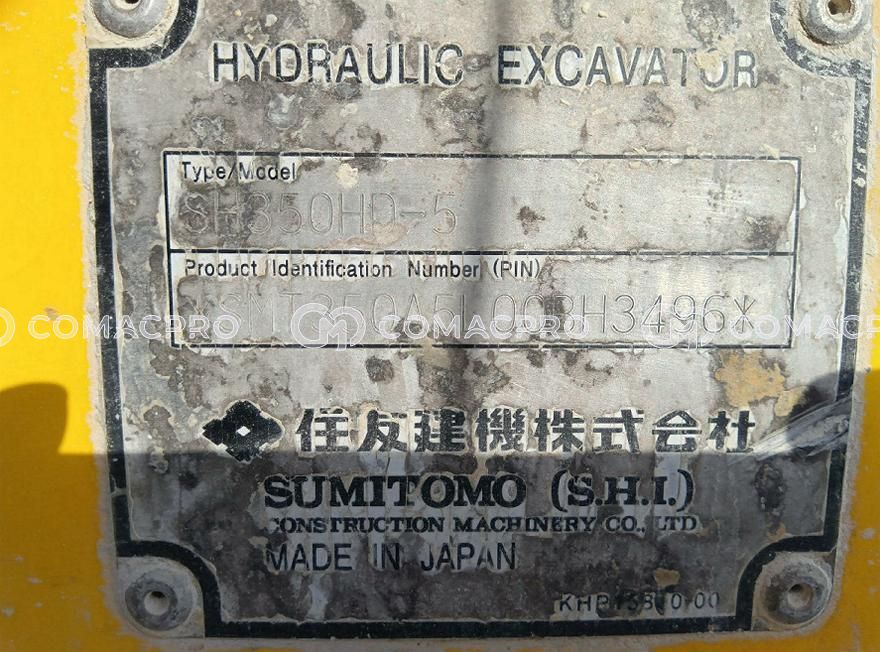 HYDRAULIC EXCAVATOR
Type/Model
SH350HD-5
Product Identification Number (PIN)
COMACPRO COMACPRO COMACPRO
住友建機株式会社
SUMITOMO (S.H.I.)
CONSTRUCTION MACHINERY CO., LTD
MADE IN JAPAN